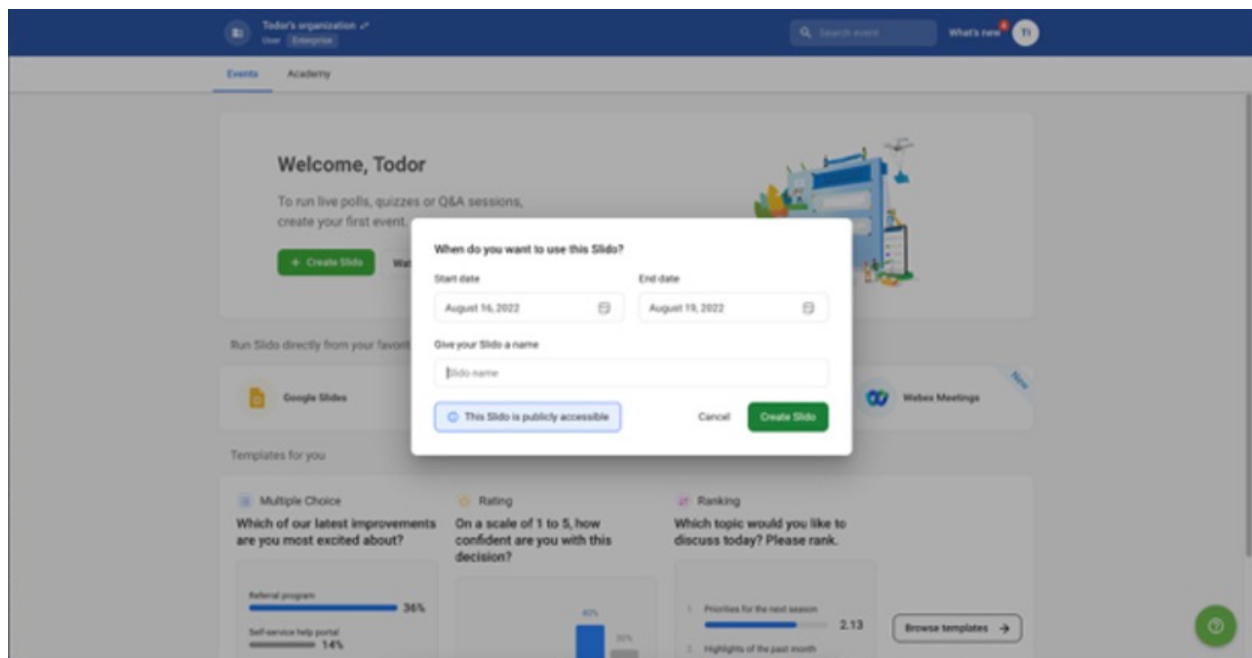 Todor's organization
User Enterprise
Search event
What's new
TI
Events
Academy
Welcome, Todor
To run live polls, quizzes or Q&A sessions,
create your first event.
+ Create Slido
Wat
When do you want to use this Slido?
Start date
End date
August 16, 2022
August 19, 2022
Give your Slido a name
Slido name
This Slido is publicly accessible
Cancel
Create Slido
Run Slido directly from your favorit
Google Slides
Webex Meetings
New
Templates for you
Multiple Choice
Which of our latest improvements
are you most excited about?
Referral program
36%
Self-service help portal
14%
Rating
On a scale of 1 to 5, how
confident are you with this
decision?
40%
30%
Ranking
Which topic would you like to
discuss today? Please rank.
1. Priorities for the next season
2.13
2. Highlights of the past month
Browse templates